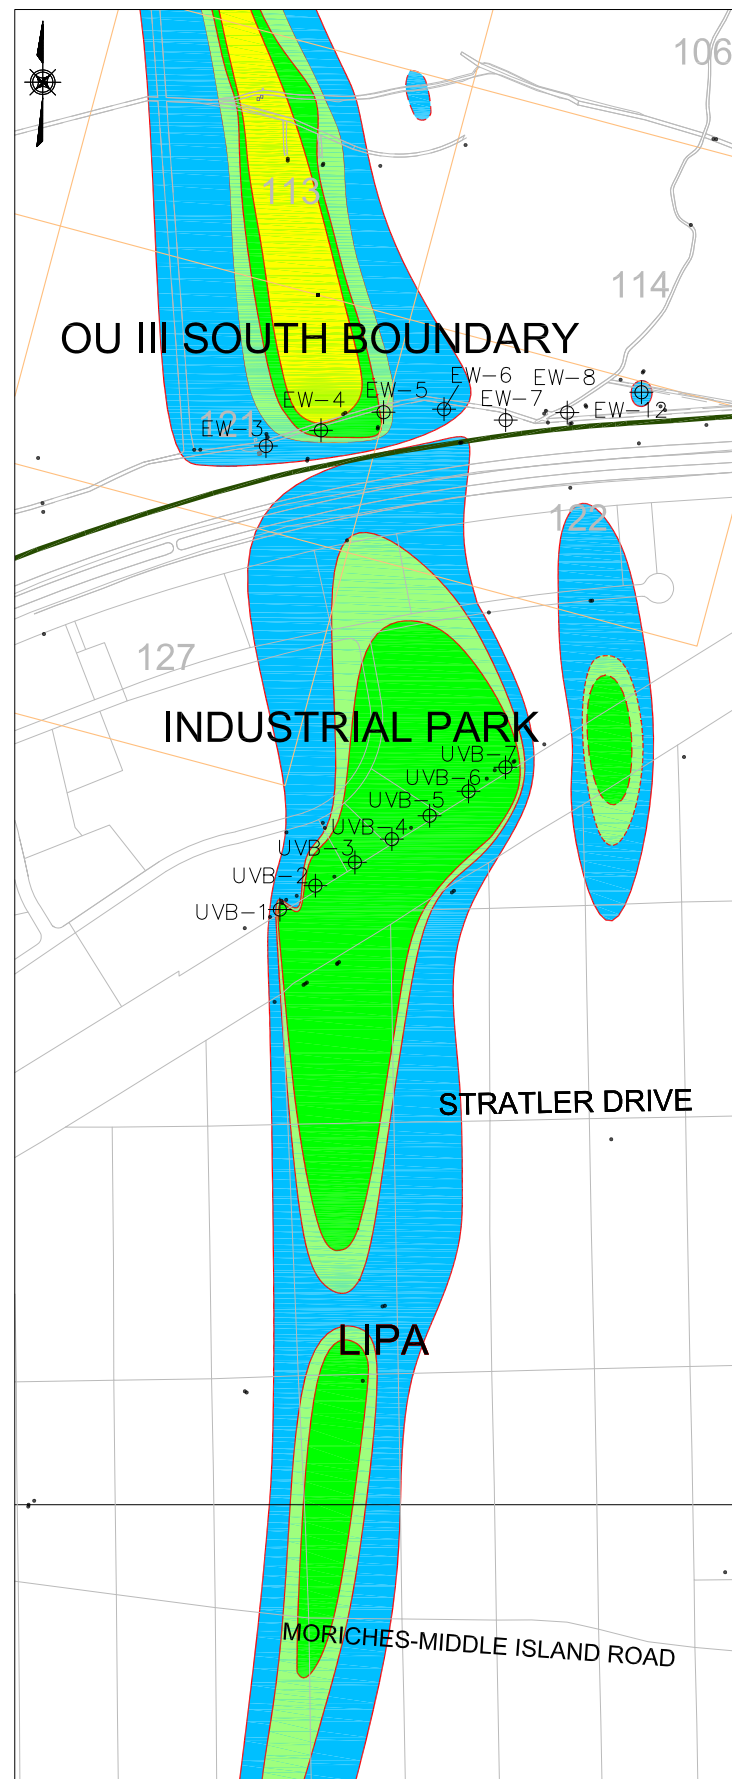 106
113
114
OU III SOUTH BOUNDARY
EW-6
EW-8
EW-5
EW-4
EW-7
EW-12
121
EW-3
122
127
INDUSTRIAL PARK
UVB-7
UVB-6
UVB-5
UVB-4
UVB-3
UVB-2
UVB-1
STRATLER DRIVE
LIPA
MORICHES-MIDDLE ISLAND ROAD